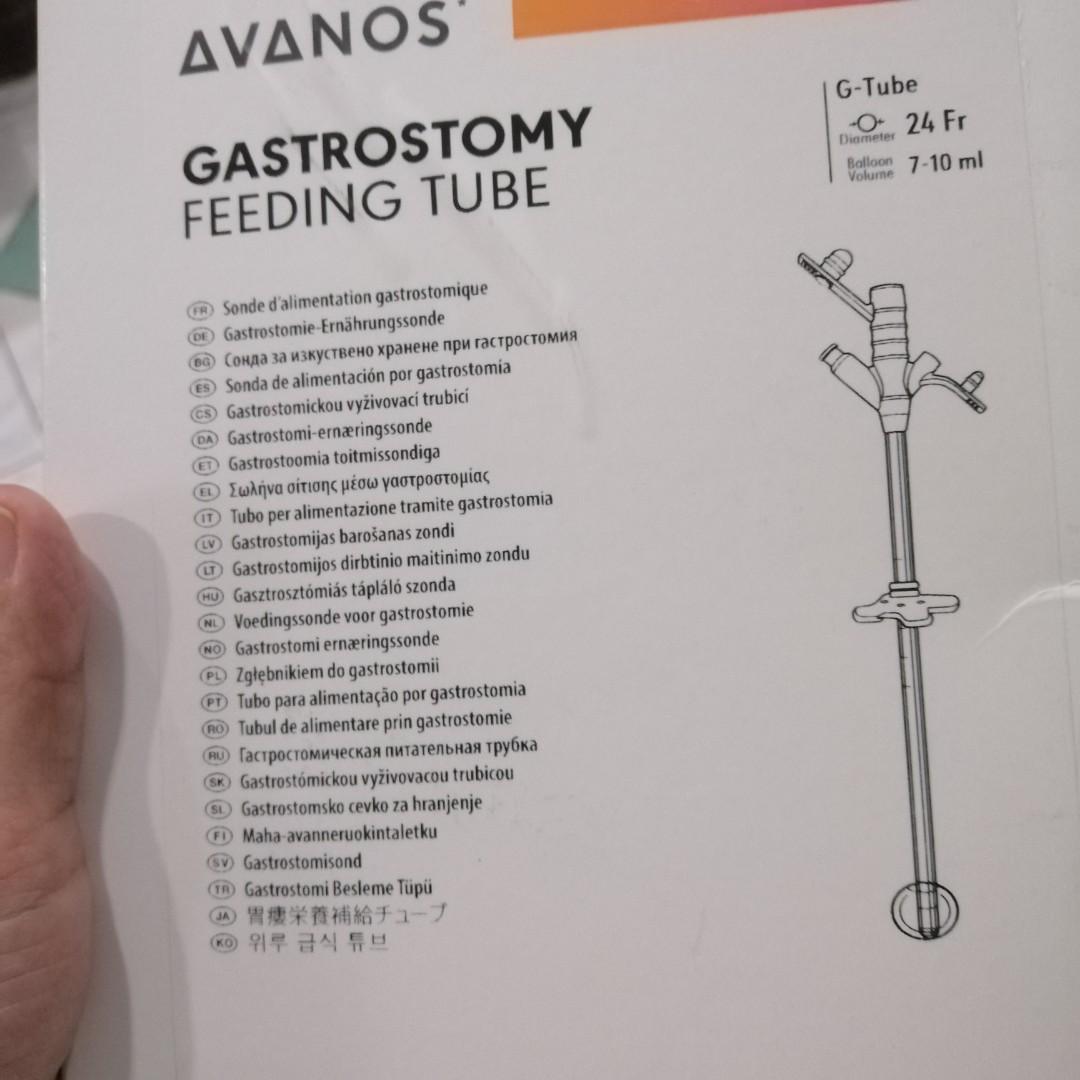 AVANOS*
GASTROSTOMY
FEEDING TUBE
G-Tube
Diameter 24 Fr
Balloon
Volume 7-10 ml
FR Sonde d'alimentation gastrostomique
DE Gastrostomie-Ernährungssonde
BG Сонда за изкуствено хранене при гастростомия
ES Sonda de alimentación por gastrostomía
CS Gastrostomickou vyživovací trubicí
DA Gastrostomi-ernæringssonde
ET Gastrostoomia toitmissondiga
EL Σωλήνα σίτισης μέσω γαστροστομίας
IT Tubo per alimentazione tramite gastrostomia
LV Gastrostomijas barošanas zondi
LT Gastrostomijos dirbtinio maitinimo zondu
HU Gasztrosztómiás tápláló szonda
NL Voedingssonde voor gastrostomie
NO Gastrostomi ernæringssonde
PL Zgłębnikiem do gastrostomii
PT Tubo para alimentação por gastrostomia
RO Tubul de alimentare prin gastrostomie
RU Гастростомическая питательная трубка
SK Gastrostómickou vyživovacou trubicou
SL Gastrostomsko cevko za hranjenje
FI Maha-avanneruokintaletku
SV Gastrostomisond
TR Gastrostomi Besleme Tüpü
JA 胃瘻栄養補給チューブ
KO 위루 급식 튜브